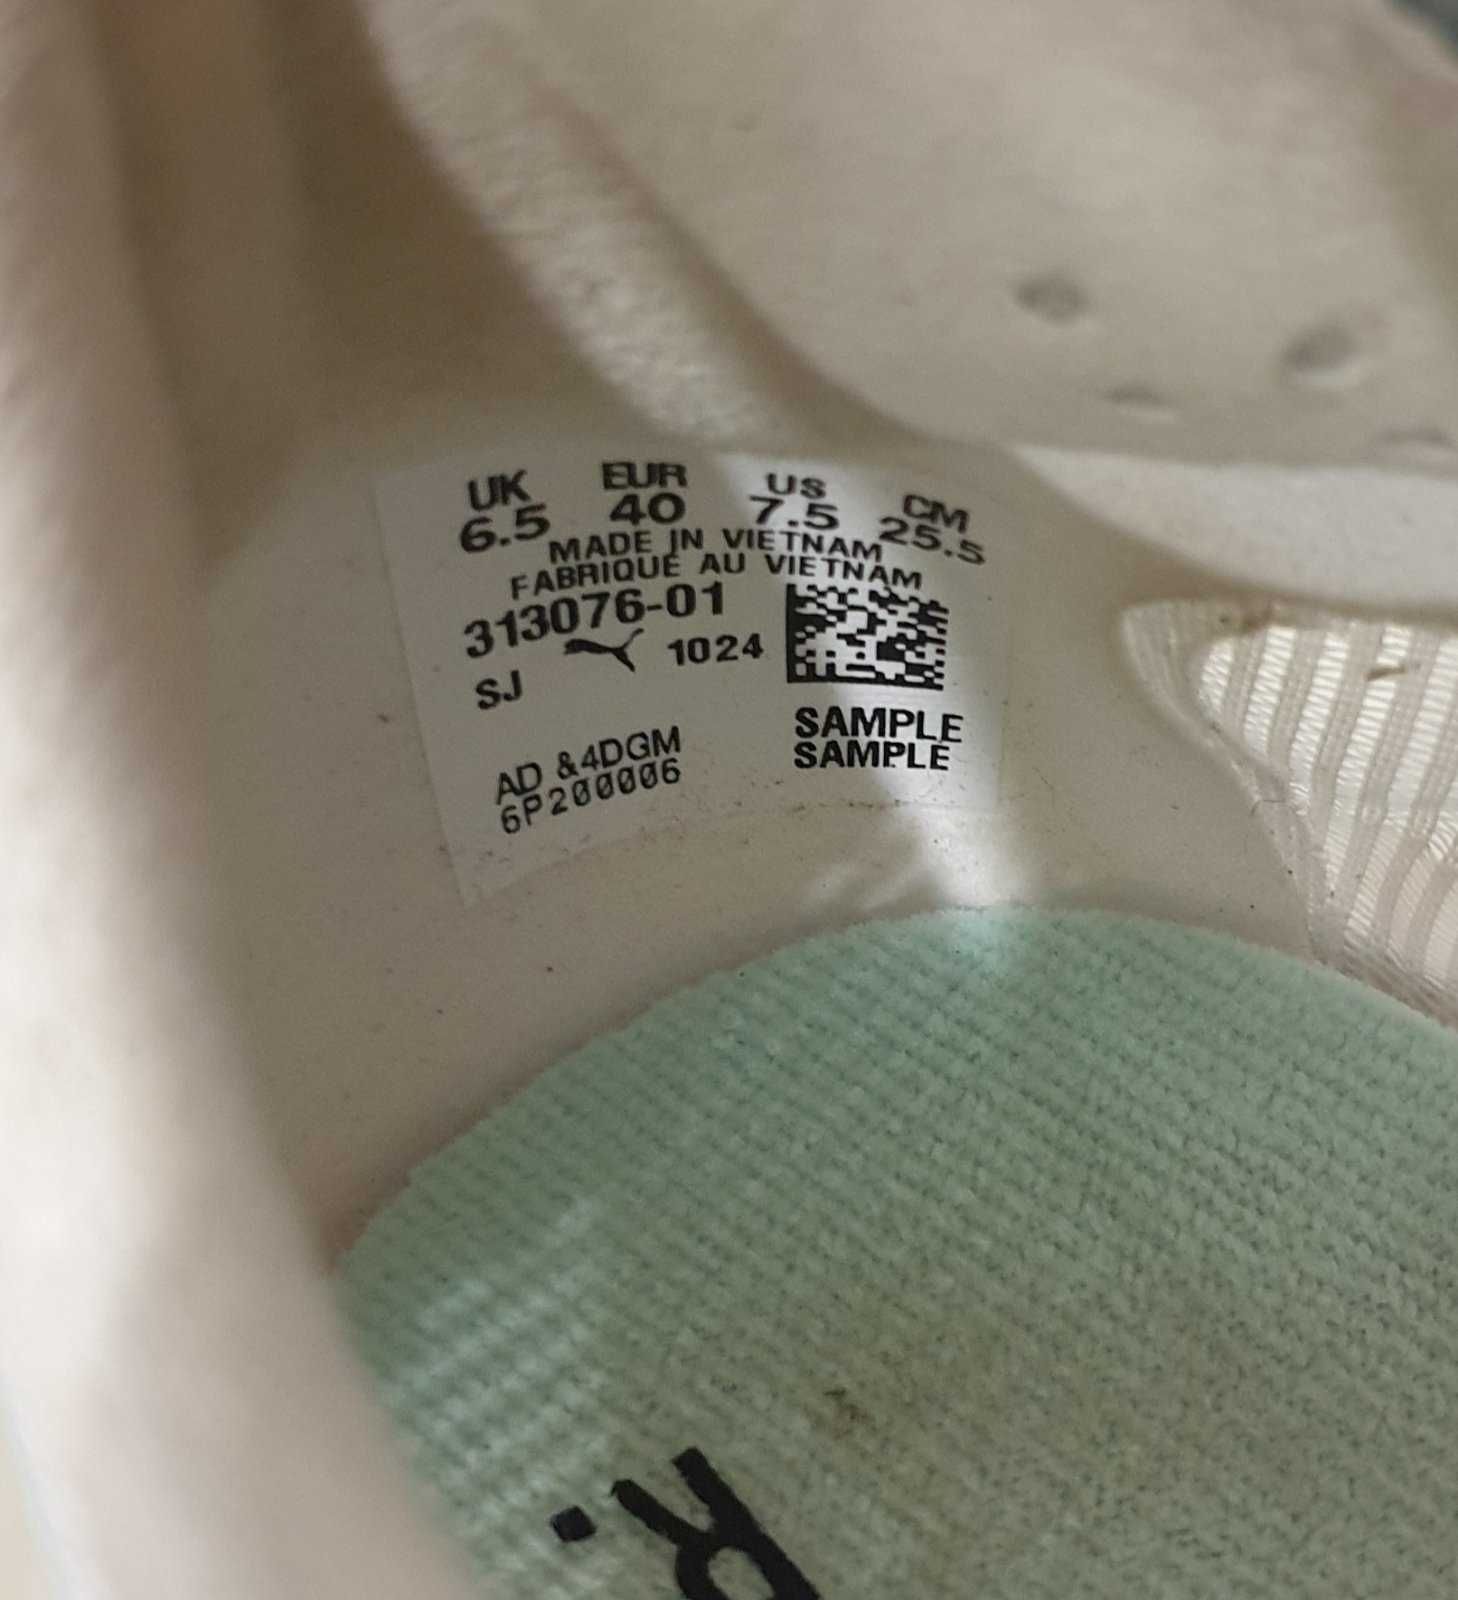 UK EUR US CM
6.5 40 7.5 25.5
MADE IN VIETNAM
FABRIQUÉ AU VIETNAM
313076-01
1024
SJ
SAMPLE
SAMPLE
AD &4DGM
6P200006